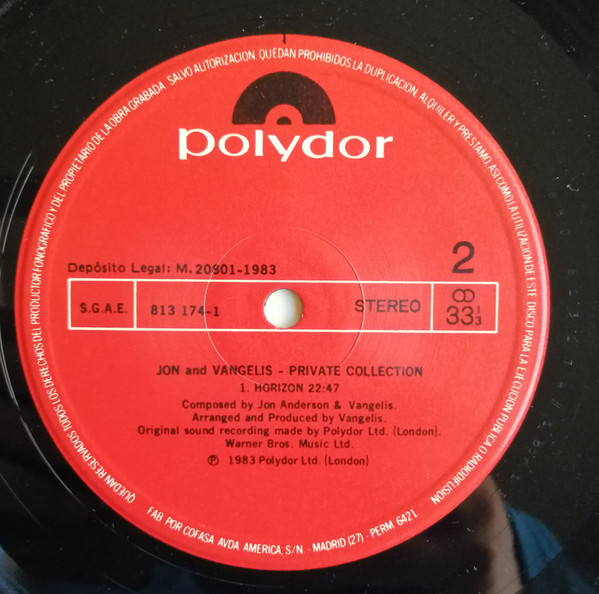 QUEDAN RESERVADOS TODOS LOS DERECHOS DEL PRODUCTOR FONOGRAFICO Y DEL PROPIETARIO DE LA OBRA GRABADA. SALVO AUTORIZACION QUEDAN PROHIBIDOS LA DUPLICACION ALQUILER Y PRESTAMO, ASI COMO LA UTILIZACION DE ESTE DISCO PARA LA EJECUCION PUBLICA O RADIODIFUSION
polydor
Depósito Legal: M. 20901-1983
2
S.G.A.E. 813 174-1 STEREO 33 1/3
JON and VANGELIS - PRIVATE COLLECTION
1. HORIZON 22:47
Composed by Jon Anderson & Vangelis.
Arranged and Produced by Vangelis.
Original sound recording made by Polydor Ltd. (London).
Warner Bros. Music Ltd.
℗ 1983 Polydor Ltd. (London)
FAB. POR COFASA AVDA. AMERICA, S/N - MADRID (27) - PERM 6421